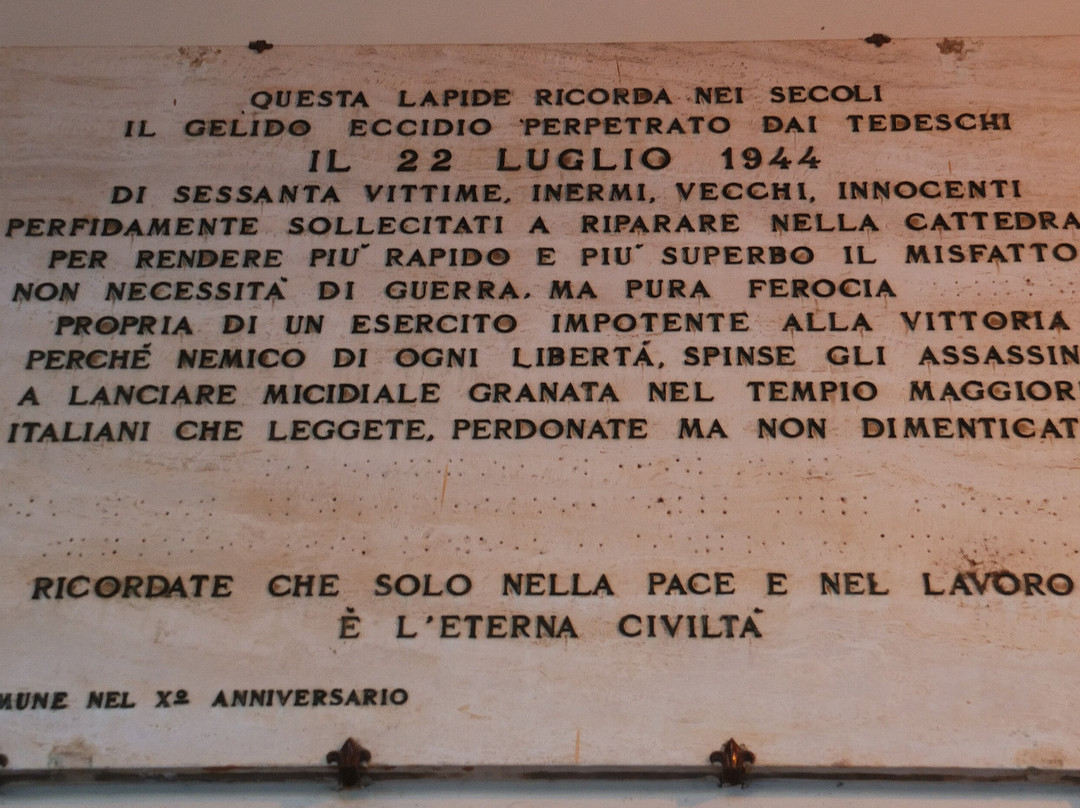 QUESTA LAPIDE RICORDA NEI SECOLI
IL GELIDO ECCIDIO PERPETRATO DAI TEDESCHI
IL 22 LUGLIO 1944
DI SESSANTA VITTIME, INERMI, VECCHI, INNOCENTI
PERFIDAMENTE SOLLECITATI A RIPARARE NELLA CATTEDRA
PER RENDERE PIU´ RAPIDO E PIU´ SUPERBO IL MISFATTO
NON NECESSITÀ DI GUERRA, MA PURA FEROCIA
PROPRIA DI UN ESERCITO IMPOTENTE ALLA VITTORIA
PERCHÉ NEMICO DI OGNI LIBERTÁ, SPINSE GLI ASSASSIN
A LANCIARE MICIDIALE GRANATA NEL TEMPIO MAGGIOR
ITALIANI CHE LEGGETE, PERDONATE MA NON DIMENTICAT
RICORDATE CHE SOLO NELLA PACE E NEL LAVORO
È L'ETERNA CIVILTÀ
MUNE NEL Xº ANNIVERSARIO